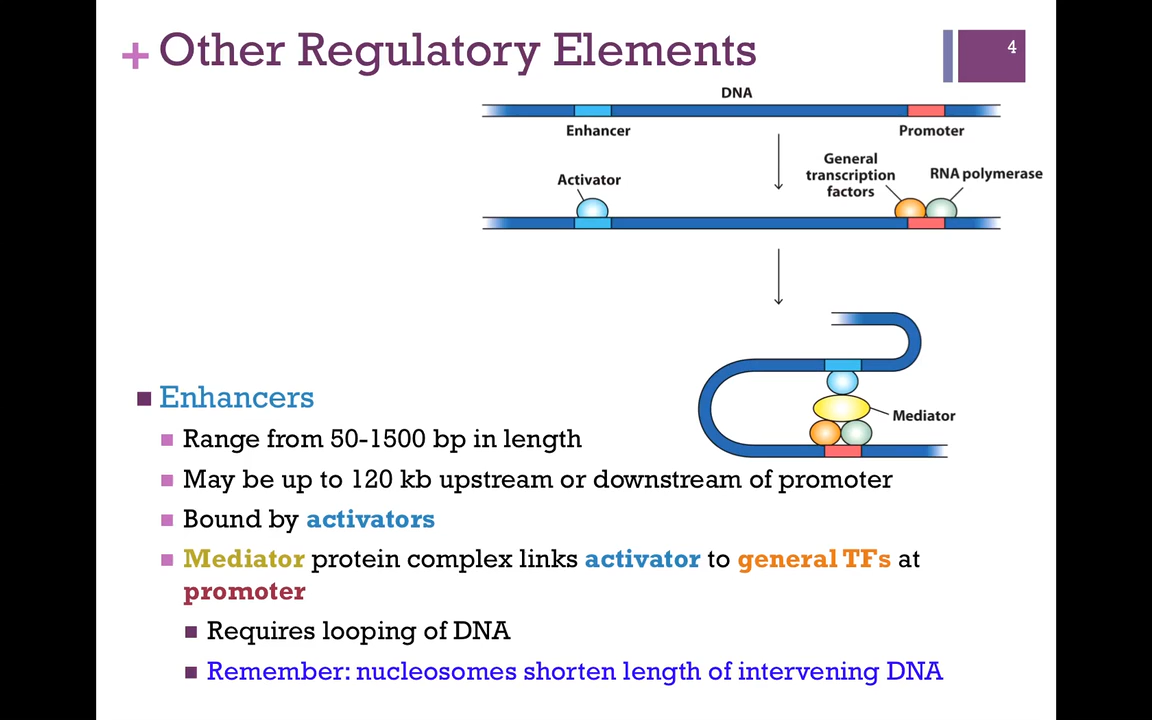 + Other Regulatory Elements
4
DNA
Enhancer
Promoter
Activator
General
transcription
factors
RNA polymerase
Mediator
Enhancers
Range from 50-1500 bp in length
May be up to 120 kb upstream or downstream of promoter
Bound by activators
Mediator protein complex links activator to general TFs at
promoter
Requires looping of DNA
Remember: nucleosomes shorten length of intervening DNA